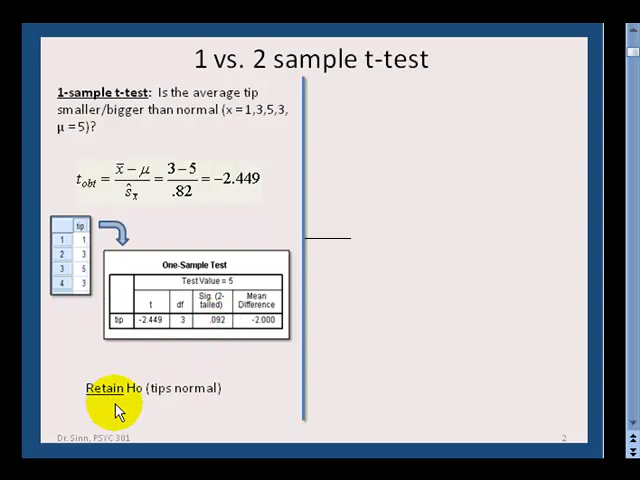 1 vs. 2 sample t-test
1-sample t-test: Is the average tip
smaller/bigger than normal (x = 1,3,5,3,
μ = 5)?
t_obt = (x̄ − μ) / ŝ_x̄ = (3 − 5) / .82 = −2.449
tip
1 1
2 3
3 5
4 3
One-Sample Test
Test Value = 5
t df Sig. (2-tailed) Mean Difference
tip -2.449 3 .092 -2.000
Retain Ho (tips normal)
Dr. Sinn, PSYC 301 2